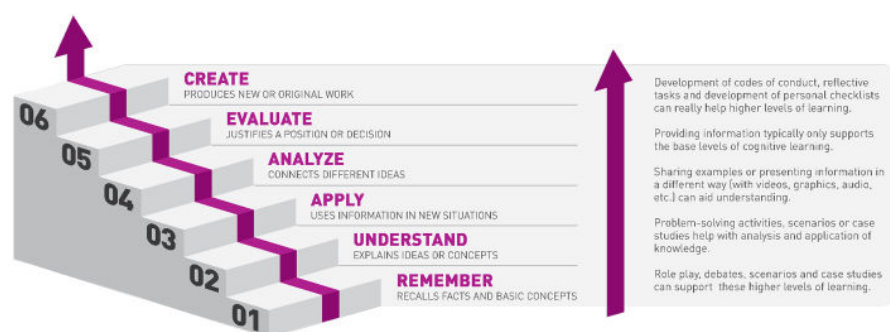 06
CREATE
PRODUCES NEW OR ORIGINAL WORK
05
EVALUATE
JUSTIFIES A POSITION OR DECISION
04
ANALYZE
CONNECTS DIFFERENT IDEAS
03
APPLY
USES INFORMATION IN NEW SITUATIONS
02
UNDERSTAND
EXPLAINS IDEAS OR CONCEPTS
01
REMEMBER
RECALLS FACTS AND BASIC CONCEPTS
Development of codes of conduct, reflective
tasks and development of personal checklists
can really help higher levels of learning.
Providing information typically only supports
the base levels of cognitive learning.
Sharing examples or presenting information in
a different way (with videos, graphics, audio,
etc.) can aid understanding.
Problem-solving activities, scenarios or case
studies help with analysis and application of
knowledge.
Role play, debates, scenarios and case studies
can support these higher levels of learning.